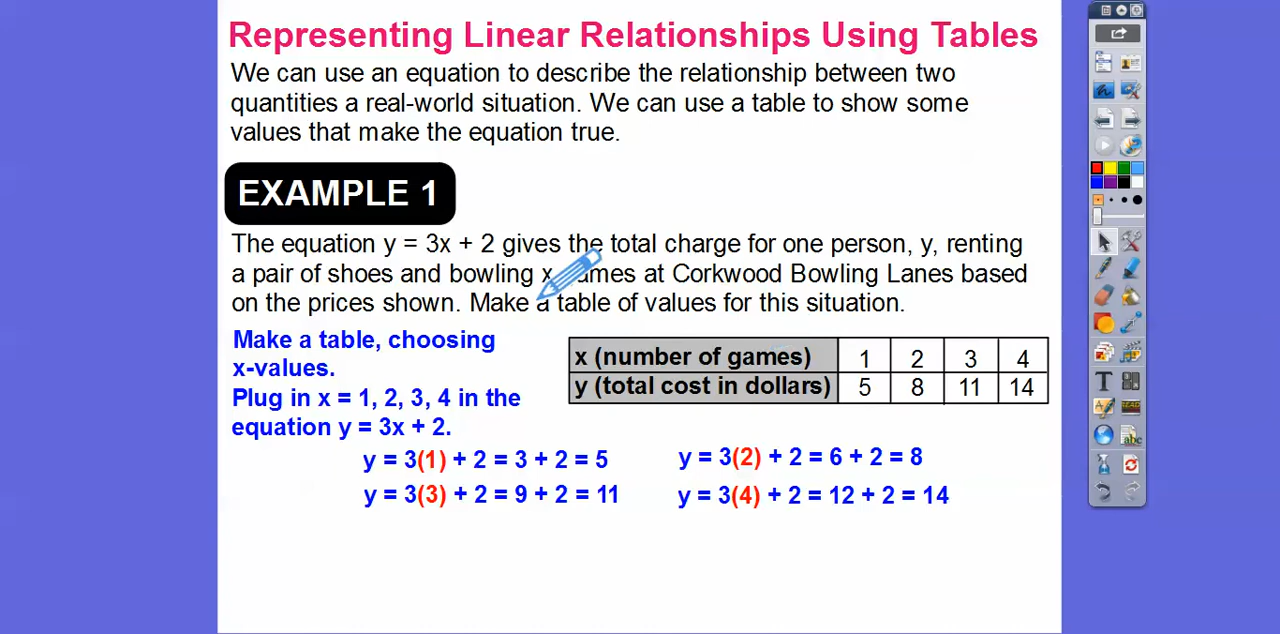 Representing Linear Relationships Using Tables
We can use an equation to describe the relationship between two
quantities a real-world situation. We can use a table to show some
values that make the equation true.
EXAMPLE 1
The equation y = 3x + 2 gives the total charge for one person, y, renting
a pair of shoes and bowling x games at Corkwood Bowling Lanes based
on the prices shown. Make a table of values for this situation.
Make a table, choosing
x-values.
Plug in x = 1, 2, 3, 4 in the
equation y = 3x + 2.
x (number of games) 1 2 3 4
y (total cost in dollars) 5 8 11 14
y = 3(1) + 2 = 3 + 2 = 5
y = 3(2) + 2 = 6 + 2 = 8
y = 3(3) + 2 = 9 + 2 = 11
y = 3(4) + 2 = 12 + 2 = 14
T
abc